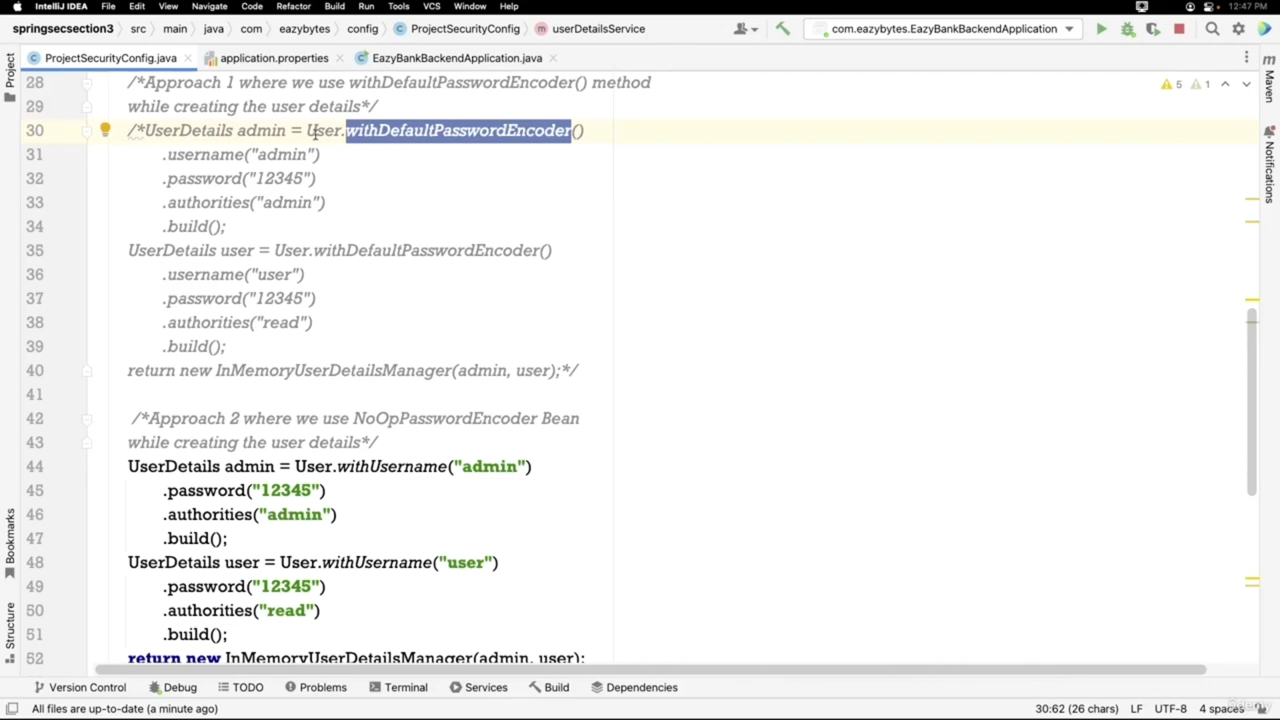 IntelliJ IDEA File Edit View Navigate Code Refactor Build Run Tools VCS Window Help 12:47 PM
springsecsection3 src main java com eazybytes config ProjectSecurityConfig userDetailsService com.eazybytes.EazyBankBackendApplication
ProjectSecurityConfig.java application.properties EazyBankBackendApplication.java
Project
Bookmarks
Structure
Maven
Notifications
5 1
28 /*Approach 1 where we use withDefaultPasswordEncoder() method
29 while creating the user details*/
30 /*UserDetails admin = User.withDefaultPasswordEncoder()
31 .username("admin")
32 .password("12345")
33 .authorities("admin")
34 .build();
35 UserDetails user = User.withDefaultPasswordEncoder()
36 .username("user")
37 .password("12345")
38 .authorities("read")
39 .build();
40 return new InMemoryUserDetailsManager(admin, user);*/
41
42 /*Approach 2 where we use NoOpPasswordEncoder Bean
43 while creating the user details*/
44 UserDetails admin = User.withUsername("admin")
45 .password("12345")
46 .authorities("admin")
47 .build();
48 UserDetails user = User.withUsername("user")
49 .password("12345")
50 .authorities("read")
51 .build();
52 return new InMemoryUserDetailsManager(admin, user);
Version Control Debug TODO Problems Terminal Services Build Dependencies
All files are up-to-date (a minute ago) 30:62 (26 chars) LF UTF-8 4 spaces
Udemy